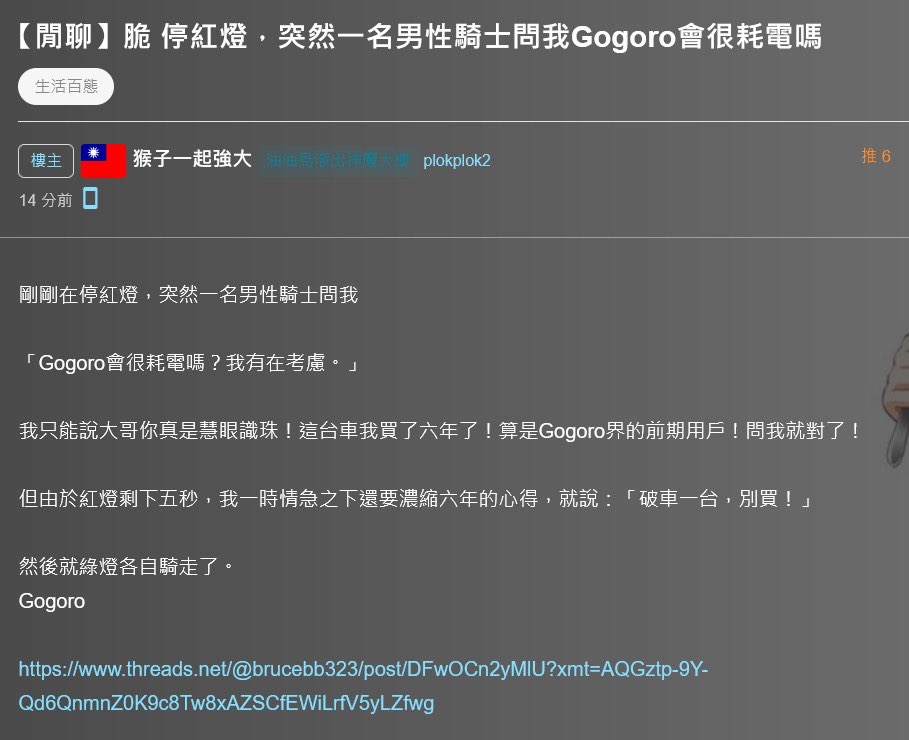 【閒聊】脆 停紅燈，突然一名男性騎士問我Gogoro會很耗電嗎
生活百態
樓主 猴子一起強大 油油鳥滾出神魔大樓 plokplok2 推 6
14 分前
剛剛在停紅燈，突然一名男性騎士問我
「Gogoro會很耗電嗎？我有在考慮。」
我只能說大哥你真是慧眼識珠！這台車我買了六年了！算是Gogoro界的前期用戶！問我就對了！
但由於紅燈剩下五秒，我一時情急之下還要濃縮六年的心得，就說：「破車一台，別買！」
然後就綠燈各自騎走了。
Gogoro
https://www.threads.net/@brucebb323/post/DFwOCn2yMlU?xmt=AQGztp-9Y-
Qd6QnmnZ0K9c8Tw8xAZSCfEWiLrfV5yLZfwg